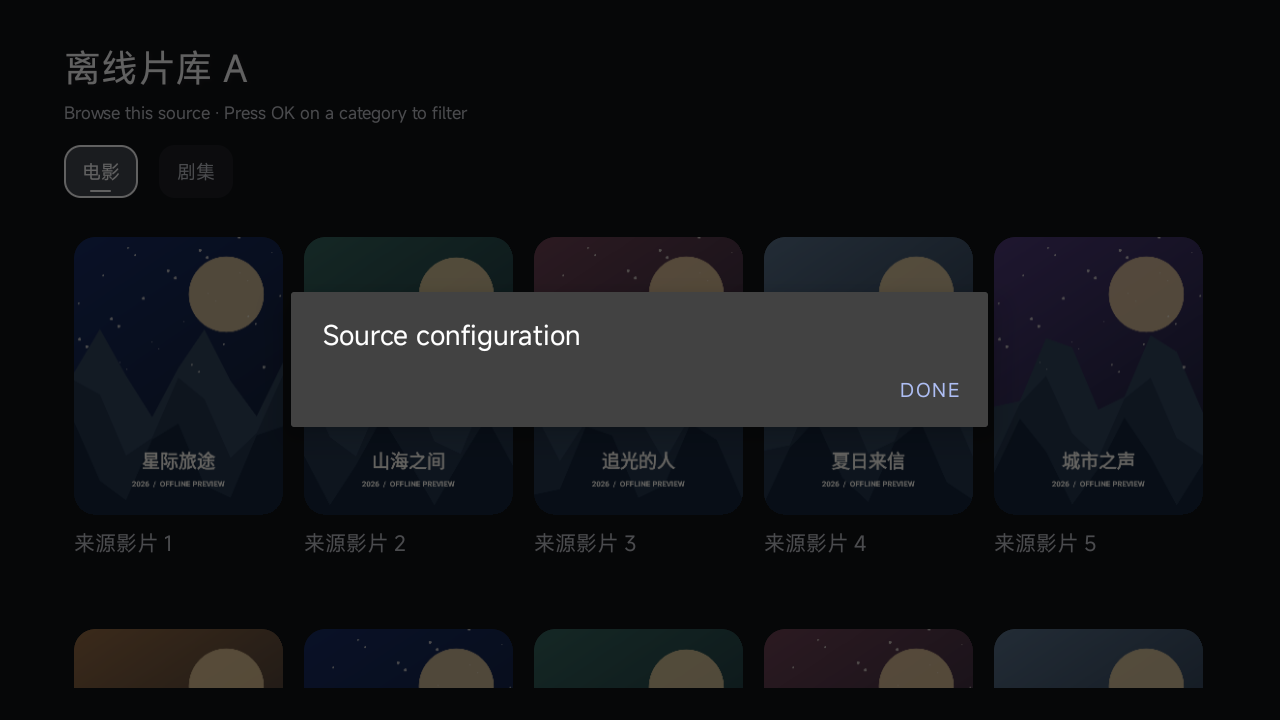 离线片库 A
Browse this source · Press OK on a category to filter
电影
剧集
Source configuration
DONE
星际旅途
2026 / OFFLINE PREVIEW
山海之间
2026 / OFFLINE PREVIEW
追光的人
2026 / OFFLINE PREVIEW
夏日来信
2026 / OFFLINE PREVIEW
城市之声
2026 / OFFLINE PREVIEW
来源影片 1
来源影片 2
来源影片 3
来源影片 4
来源影片 5